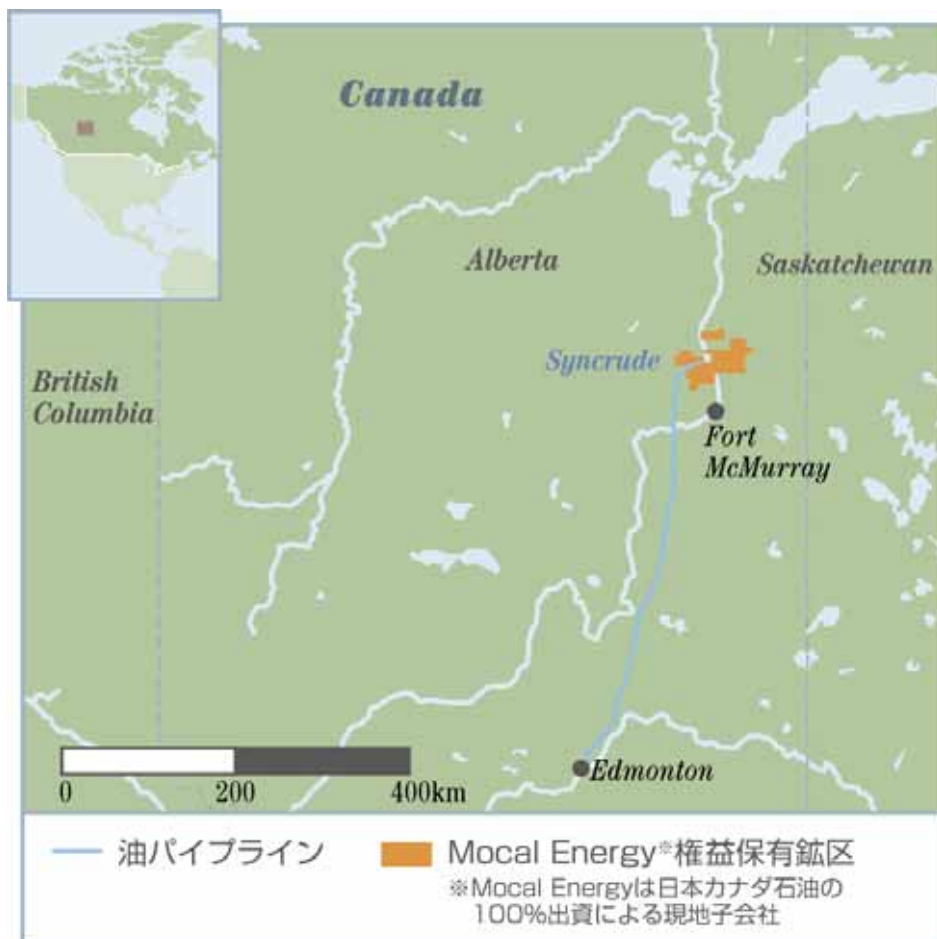 Canada
Alberta
Saskatchewan
Syncrude
British
Columbia
Fort
McMurray
Edmonton
0 200 400km
油パイプライン
Mocal Energy※権益保有鉱区
※Mocal Energyは日本カナダ石油の
100%出資による現地子会社